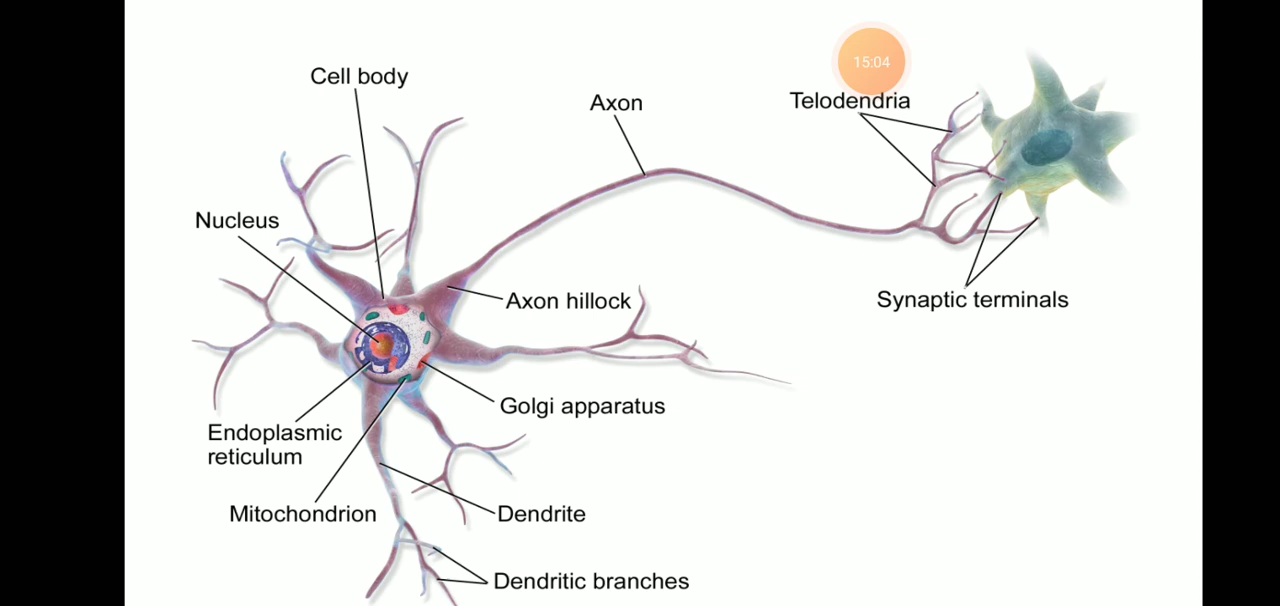 15:04
Cell body
Axon
Telodendria
Nucleus
Axon hillock
Synaptic terminals
Golgi apparatus
Endoplasmic
reticulum
Mitochondrion
Dendrite
Dendritic branches